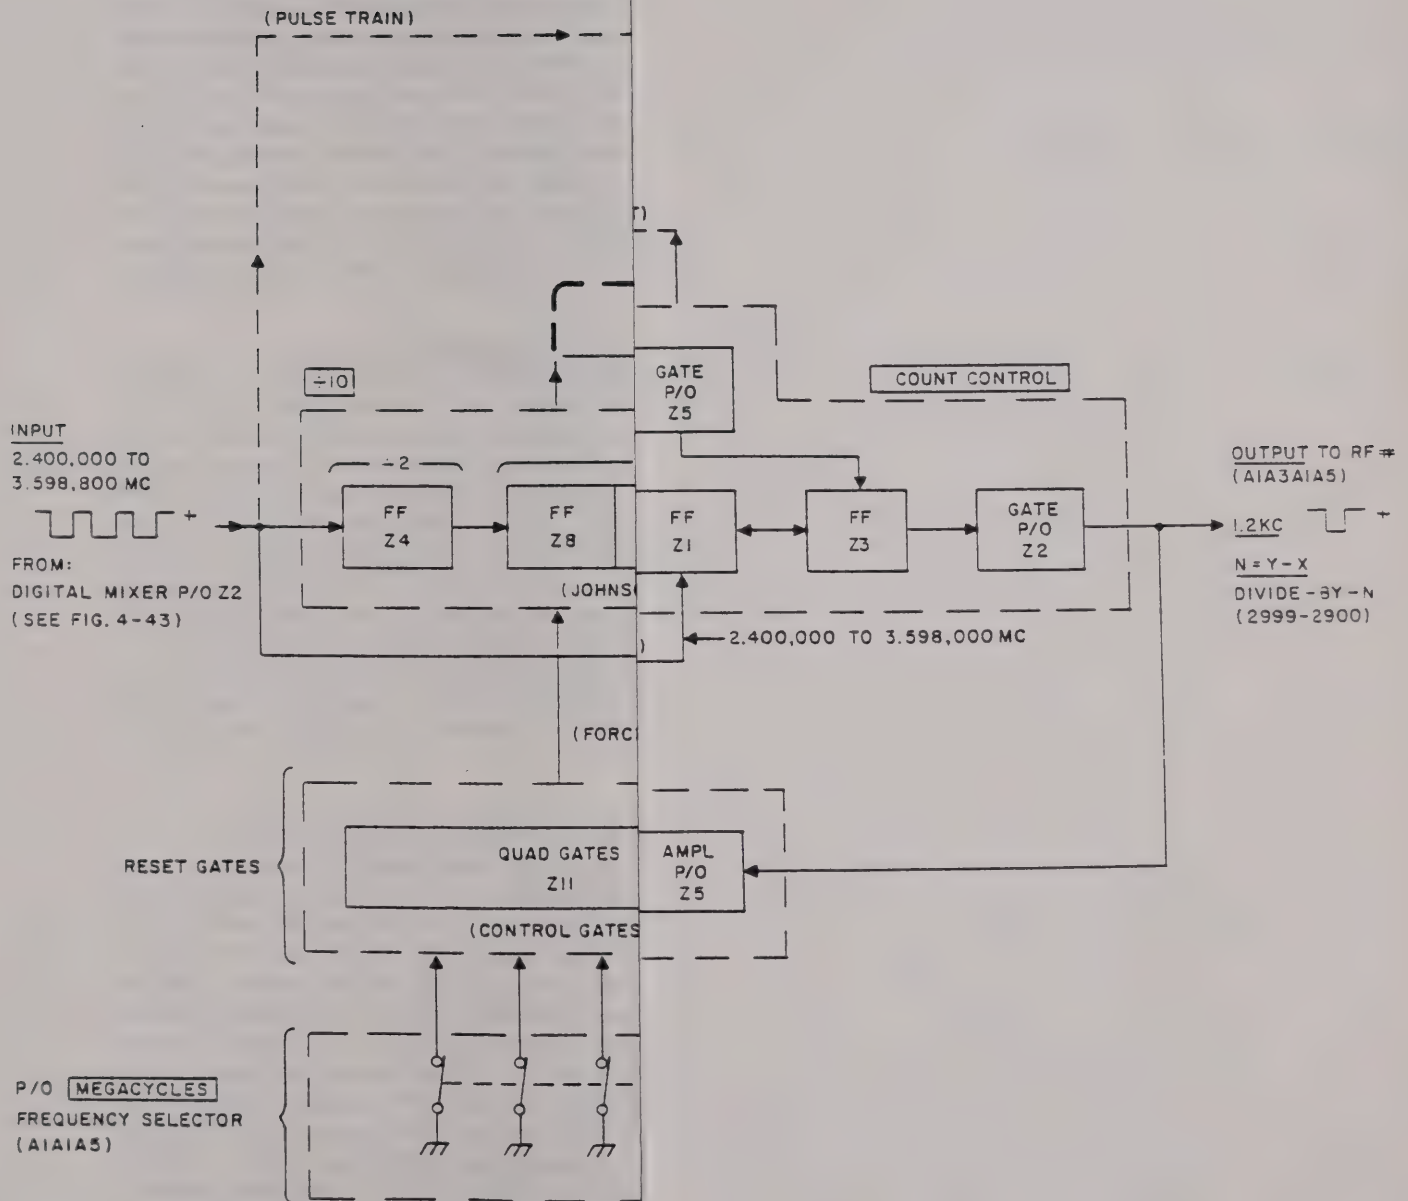 (PULSE TRAIN)
T)
÷10
GATE
P/O
Z5
COUNT CONTROL
INPUT
2.400,000 TO
3.598,800 MC
+
FROM:
DIGITAL MIXER P/O Z2
(SEE FIG. 4-43)
÷2
FF
Z4
FF
Z8
(JOHNS
FF
Z1
FF
Z3
GATE
P/O
Z2
OUTPUT TO RF
(A1A3A1A5)
1.2KC
+
N = Y - X
DIVIDE-BY-N
(2999-2900)
)
2.400,000 TO 3.598,000 MC
(FORC
RESET GATES
QUAD GATES
Z11
AMPL
P/O
Z5
(CONTROL GATES
P/O MEGACYCLES
FREQUENCY SELECTOR
(A1A1A5)